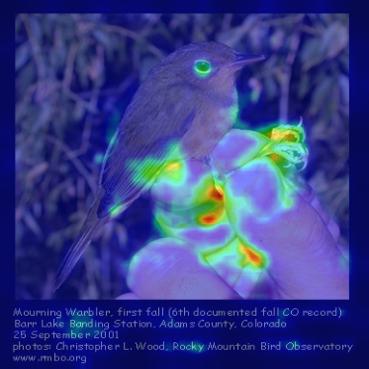 Mourning Warbler, first fall (6th documented fall CO record)
Barr Lake Banding Station, Adams County, Colorado
25 September 2001
photos: Christopher L. Wood, Rocky Mountain Bird Observatory
www.rmbo.org